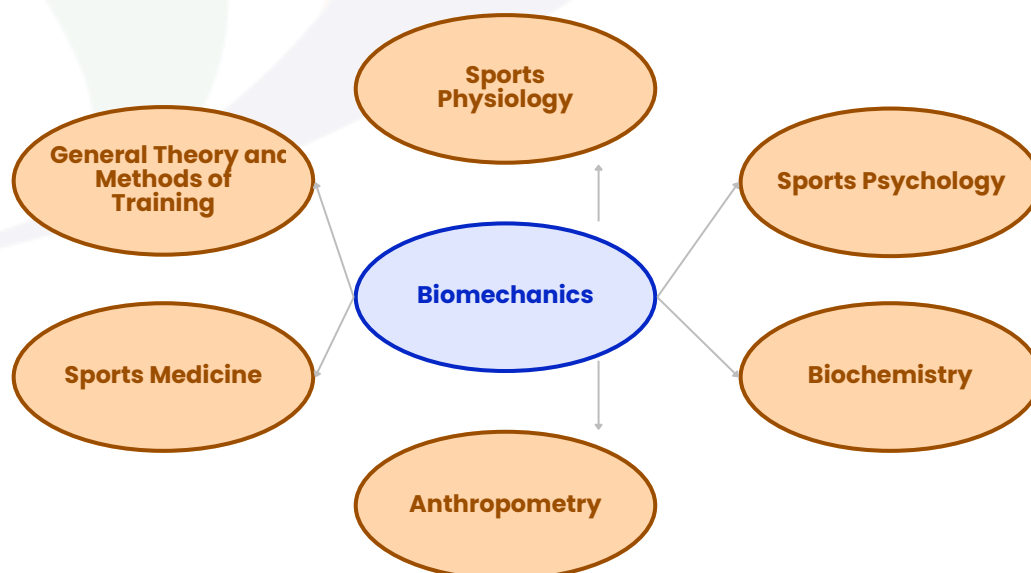 Sports
Physiology
General Theory and
Methods of
Training
Sports Psychology
Biomechanics
Sports Medicine
Biochemistry
Anthropometry